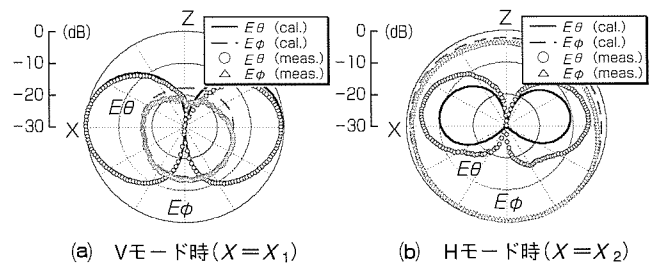 (dB)
0
-10
-20
-30
Z
X
Eθ (cal.)
Eφ (cal.)
Eθ (meas.)
Eφ (meas.)
Eθ
Eφ
(a) Vモード時(X=X₁)
(dB)
0
-10
-20
-30
Z
X
Eθ (cal.)
Eφ (cal.)
Eθ (meas.)
Eφ (meas.)
Eθ
Eφ
(b) Hモード時(X=X₂)